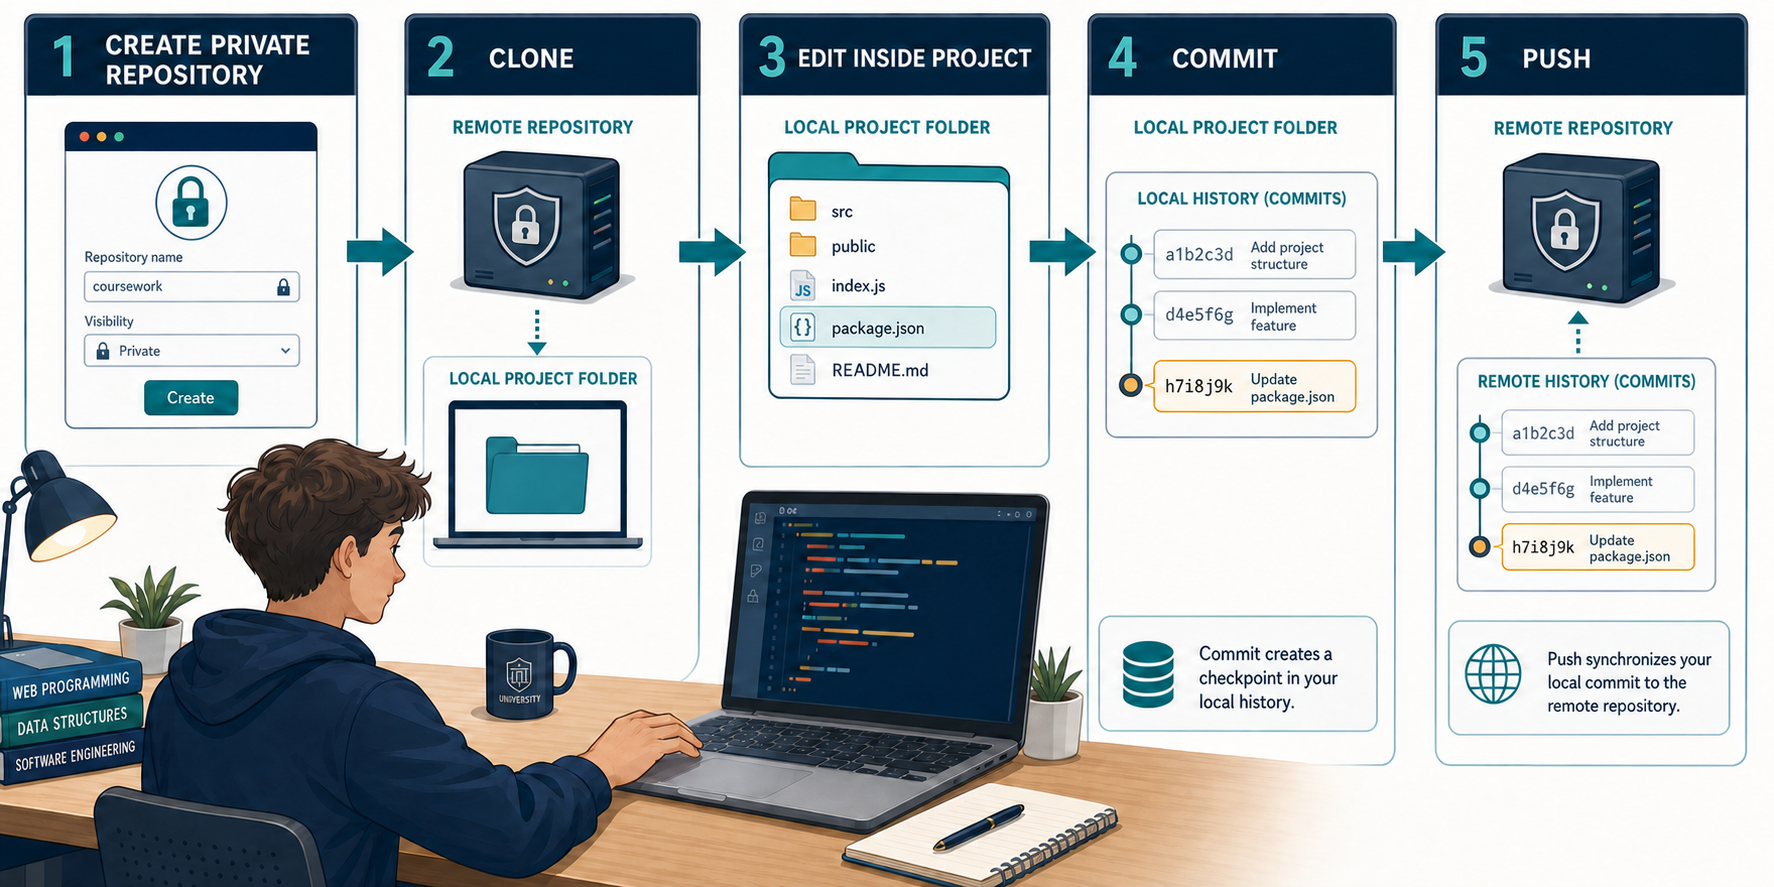 1 CREATE PRIVATE
REPOSITORY
Repository name
coursework
Visibility
Private
Create
2 CLONE
REMOTE REPOSITORY
LOCAL PROJECT FOLDER
3 EDIT INSIDE PROJECT
LOCAL PROJECT FOLDER
src
public
JS index.js
{} package.json
README.md
4 COMMIT
LOCAL PROJECT FOLDER
LOCAL HISTORY (COMMITS)
a1b2c3d Add project
structure
d4e5f6g Implement
feature
h7i8j9k Update
package.json
Commit creates a
checkpoint in your
local history.
5 PUSH
REMOTE REPOSITORY
REMOTE HISTORY (COMMITS)
a1b2c3d Add project
structure
d4e5f6g Implement
feature
h7i8j9k Update
package.json
Push synchronizes your
local commit to the
remote repository.
WEB PROGRAMMING
DATA STRUCTURES
SOFTWARE ENGINEERING
UNIVERSITY